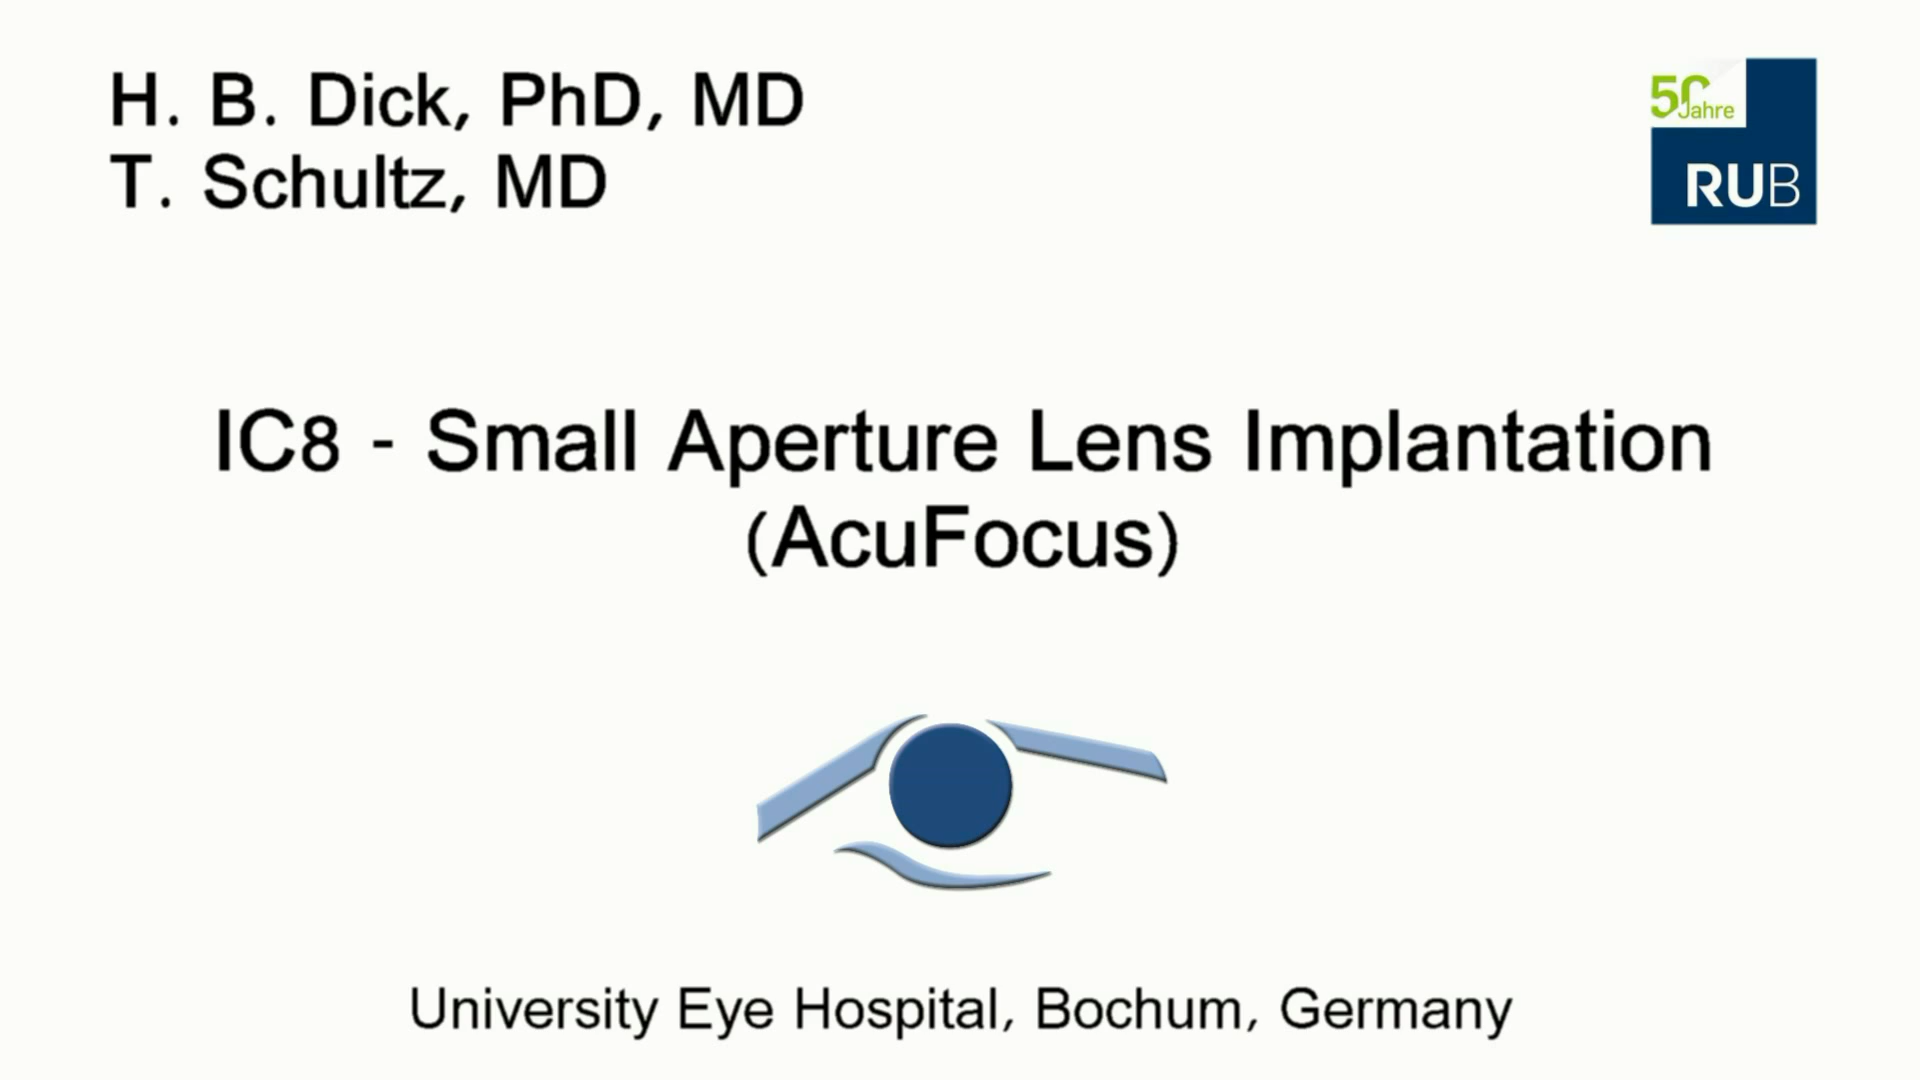 H. B. Dick, PhD, MD
T. Schultz, MD
50 Jahre
RUB
IC8 - Small Aperture Lens Implantation
(AcuFocus)
University Eye Hospital, Bochum, Germany